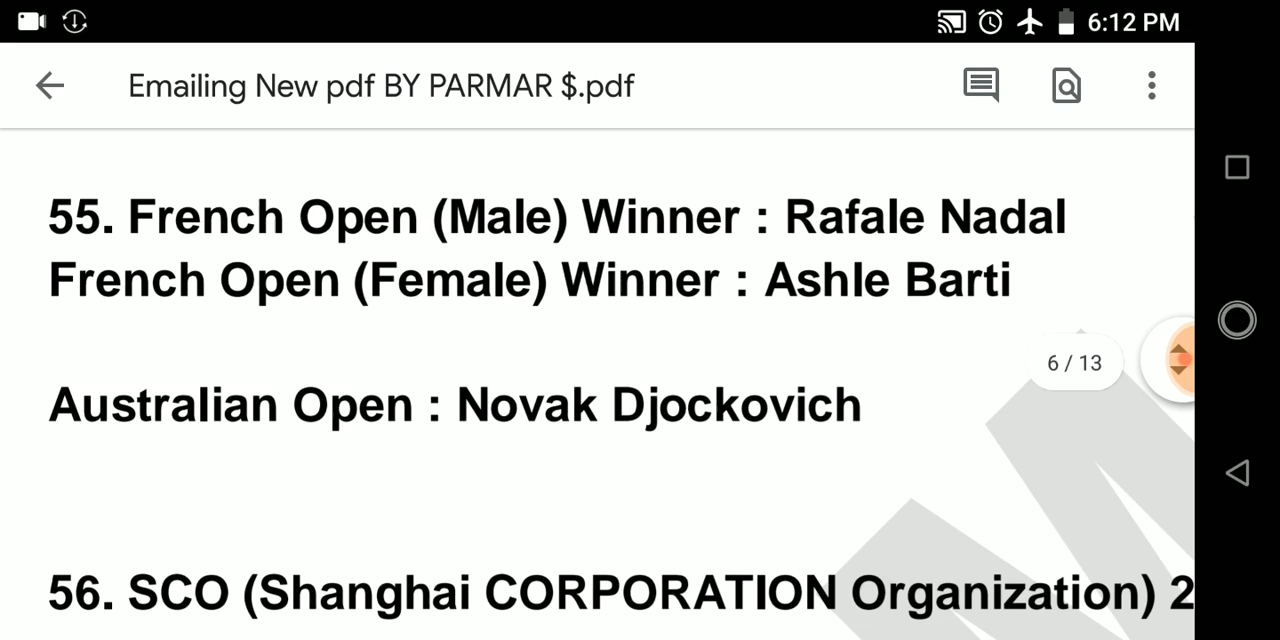 6:12 PM
Emailing New pdf BY PARMAR $.pdf
55. French Open (Male) Winner : Rafale Nadal
French Open (Female) Winner : Ashle Barti
6 / 13
Australian Open : Novak Djockovich
56. SCO (Shanghai CORPORATION Organization) 2